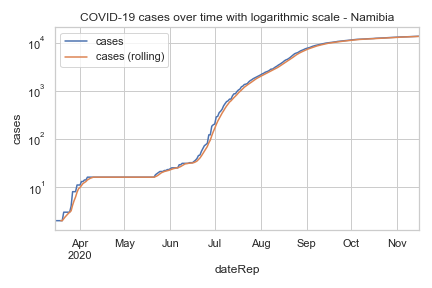 COVID-19 cases over time with logarithmic scale - Namibia
cases
cases (rolling)
10⁴
10³
10²
10¹
cases
Apr May Jun Jul Aug Sep Oct Nov
2020
dateRep